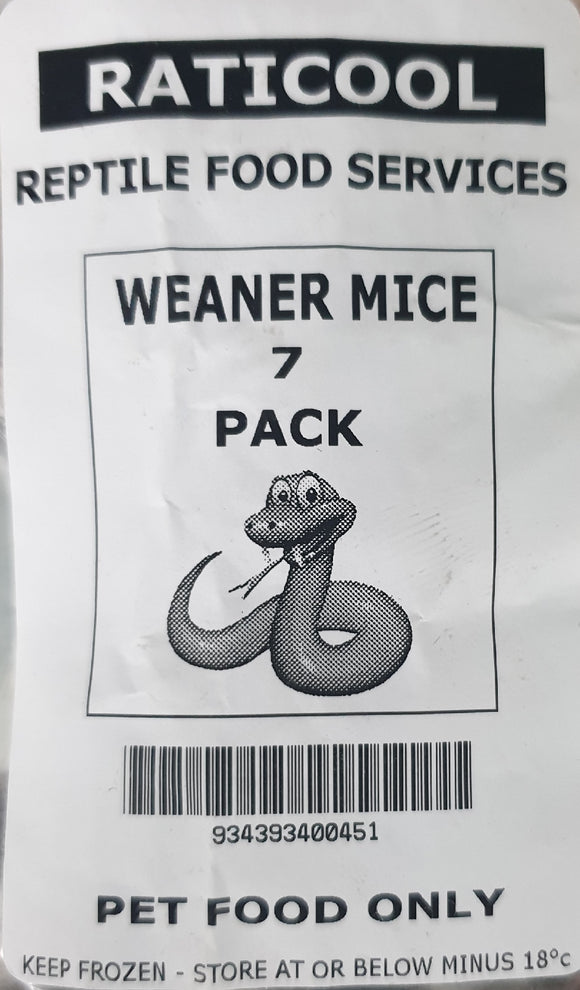 RATICOOL
REPTILE FOOD SERVICES
WEANER MICE
7
PACK
934393400451
PET FOOD ONLY
KEEP FROZEN - STORE AT OR BELOW MINUS 18°c